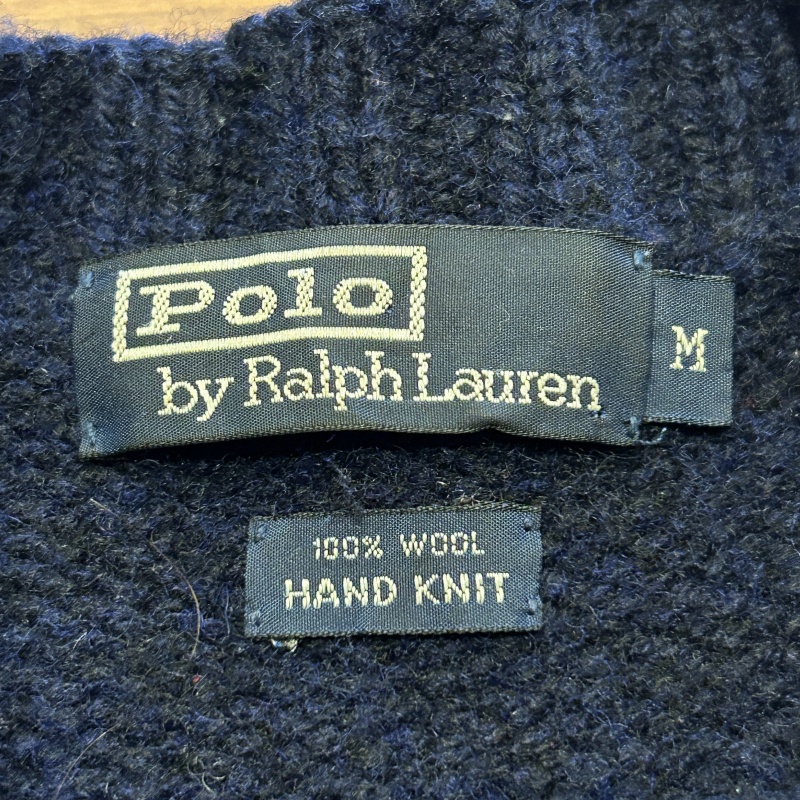 Polo
by Ralph Lauren
M
100% WOOL
HAND KNIT